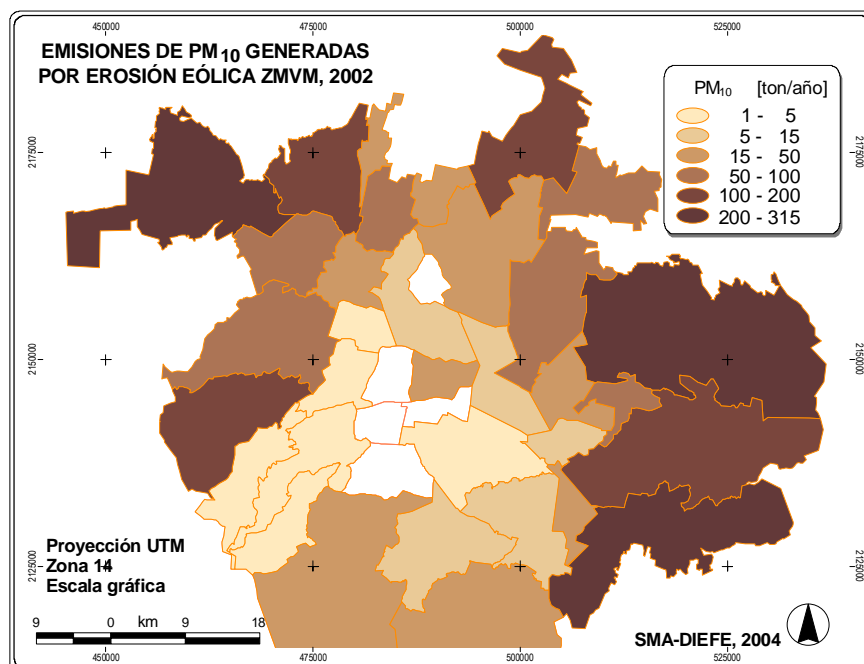 450000 475000 500000 525000
EMISIONES DE PM10 GENERADAS
POR EROSIÓN EÓLICA ZMVM, 2002
PM10 [ton/año]
1 - 5
5 - 15
15 - 50
50 - 100
100 - 200
200 - 315
2175000 2175000
2150000 2150000
2125000 2125000
Proyección UTM
Zona 14
Escala gráfica
9 0 km 9 18
SMA-DIEFE, 2004
450000 475000 500000 525000